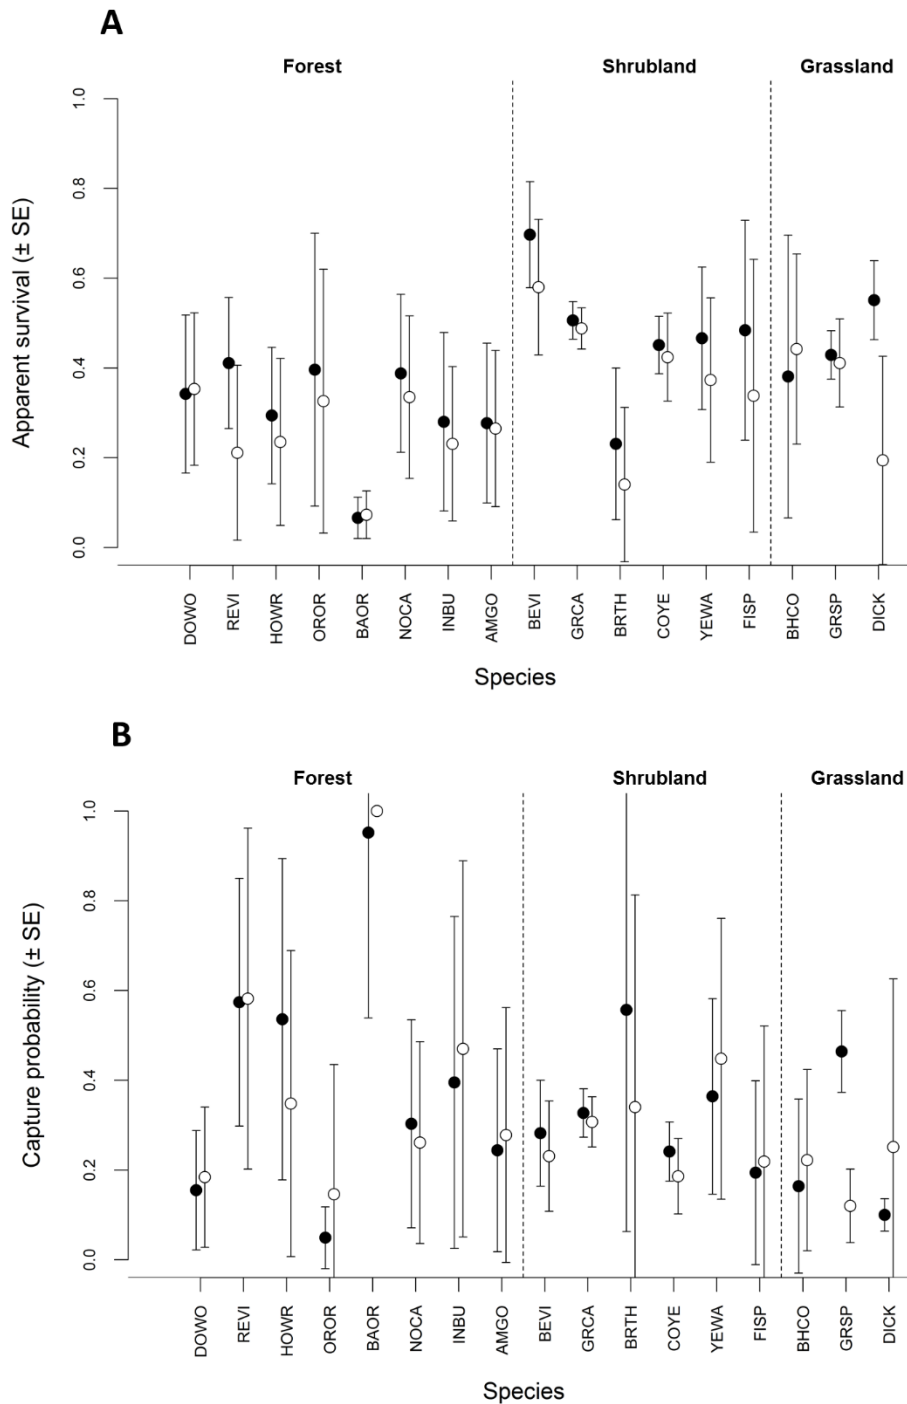 A
Forest Shrubland Grassland
Apparent survival (± SE)
1.0
0.8
0.6
0.4
0.2
0.0
DOWO REVI HOWR OROR BAOR NOCA INBU AMGO BEVI GRCA BRTH COYE YEWA FISP BHCO GRSP DICK
Species
B
Forest Shrubland Grassland
Capture probability (± SE)
1.0
0.8
0.6
0.4
0.2
0.0
DOWO REVI HOWR OROR BAOR NOCA INBU AMGO BEVI GRCA BRTH COYE YEWA FISP BHCO GRSP DICK
Species